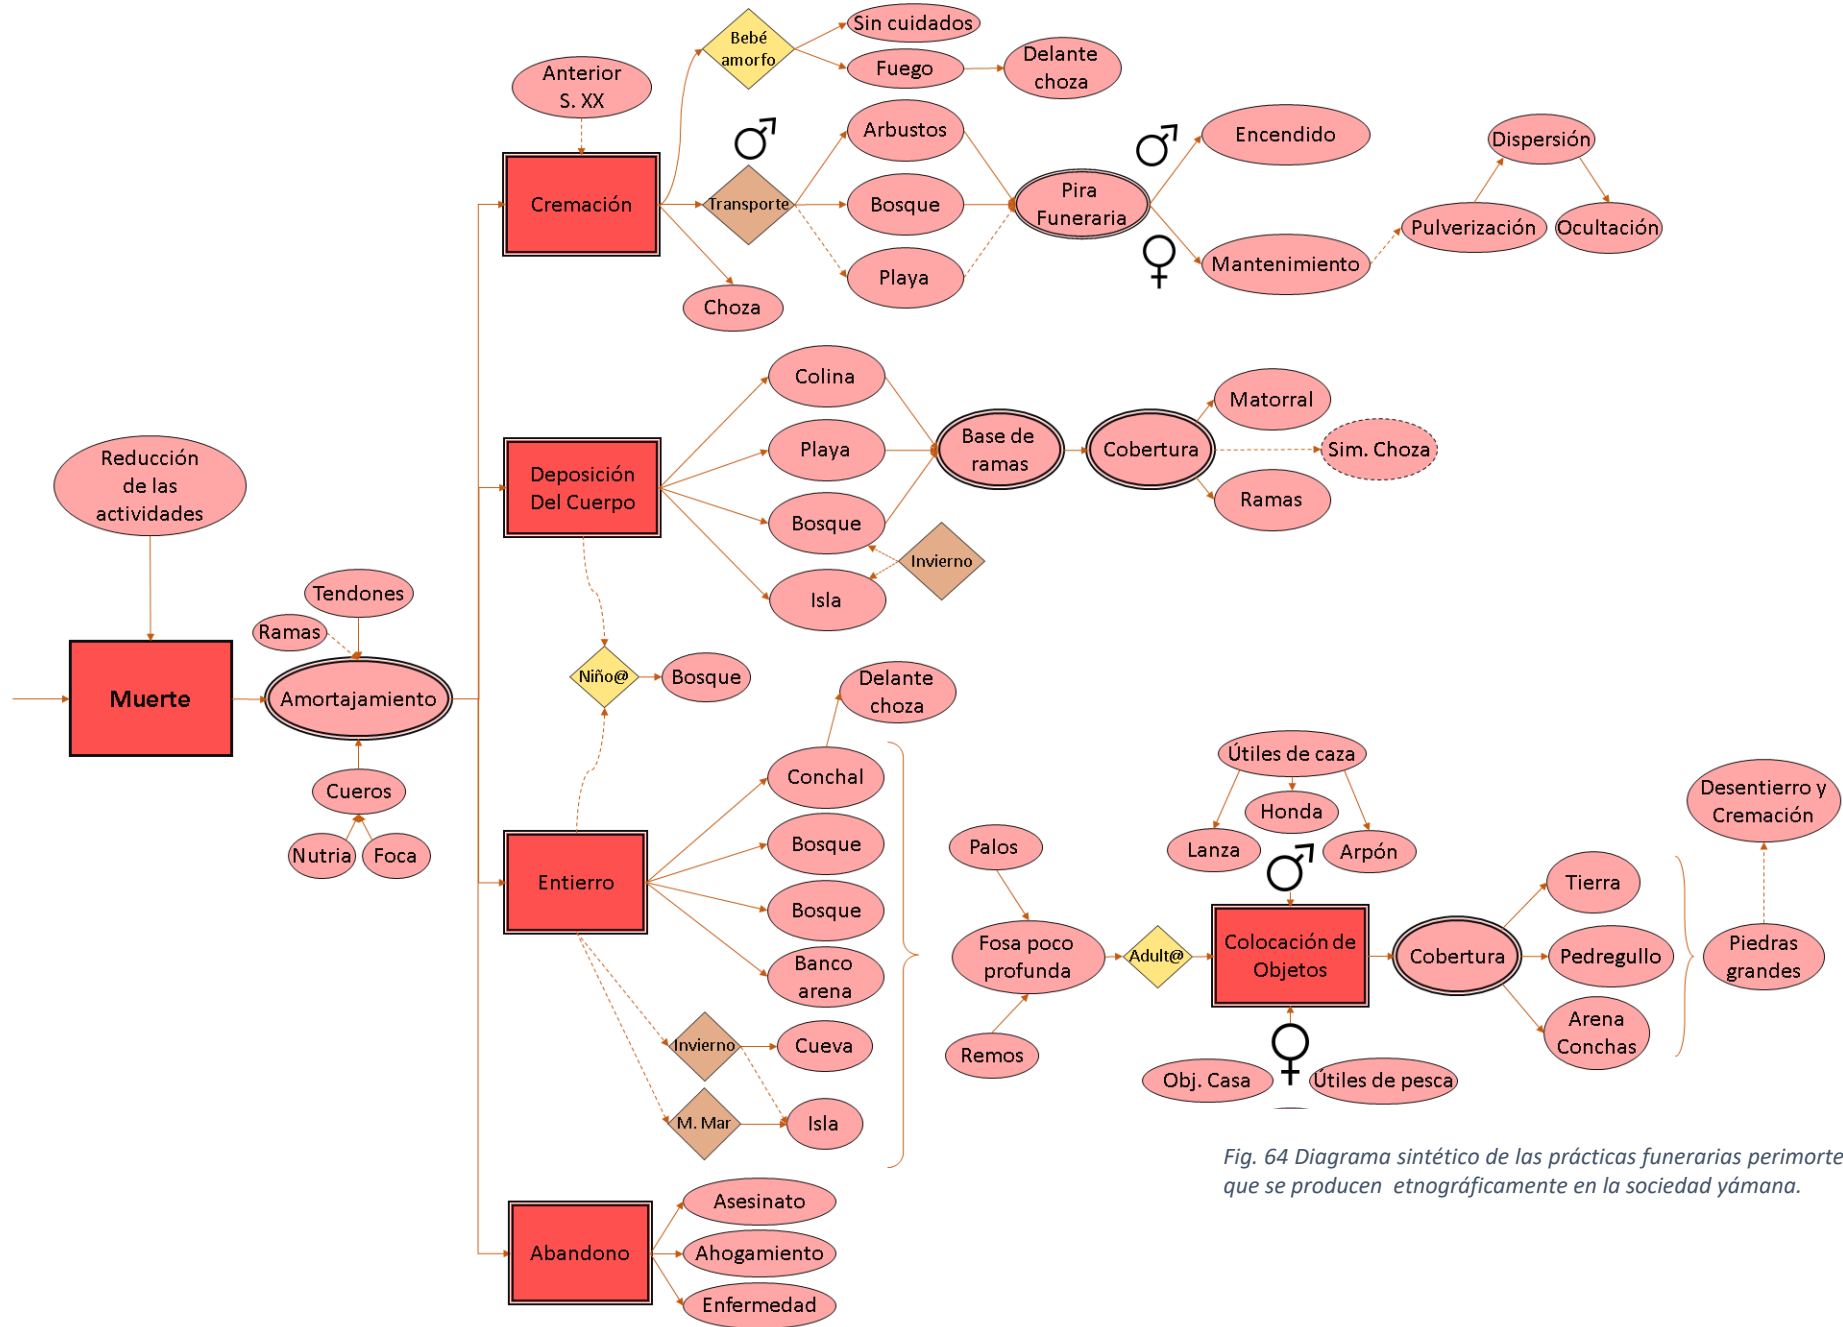 Bebé
amorfo
Sin cuidados
Fuego
Delante
choza
Anterior
S. XX
Cremación
Transporte
Arbustos
Bosque
Playa
Choza
Pira
Funeraria
Encendido
Mantenimiento
Pulverización
Dispersión
Ocultación
Colina
Playa
Bosque
Isla
Invierno
Deposición
Del Cuerpo
Base de
ramas
Cobertura
Matorral
Sim. Choza
Ramas
Reducción
de las
actividades
Muerte
Ramas
Tendones
Amortajamiento
Cueros
Nutria
Foca
Niño@
Bosque
Entierro
Delante
choza
Conchal
Bosque
Bosque
Banco
arena
Invierno
Cueva
M. Mar
Isla
Palos
Fosa poco
profunda
Remos
Adult@
Útiles de caza
Lanza
Honda
Arpón
Colocación de
Objetos
Obj. Casa
Útiles de pesca
Cobertura
Tierra
Pedregullo
Arena
Conchas
Desentierro y
Cremación
Piedras
grandes
Abandono
Asesinato
Ahogamiento
Enfermedad
Fig. 64 Diagrama sintético de las prácticas funerarias perimorte
que se producen etnográficamente en la sociedad yámana.